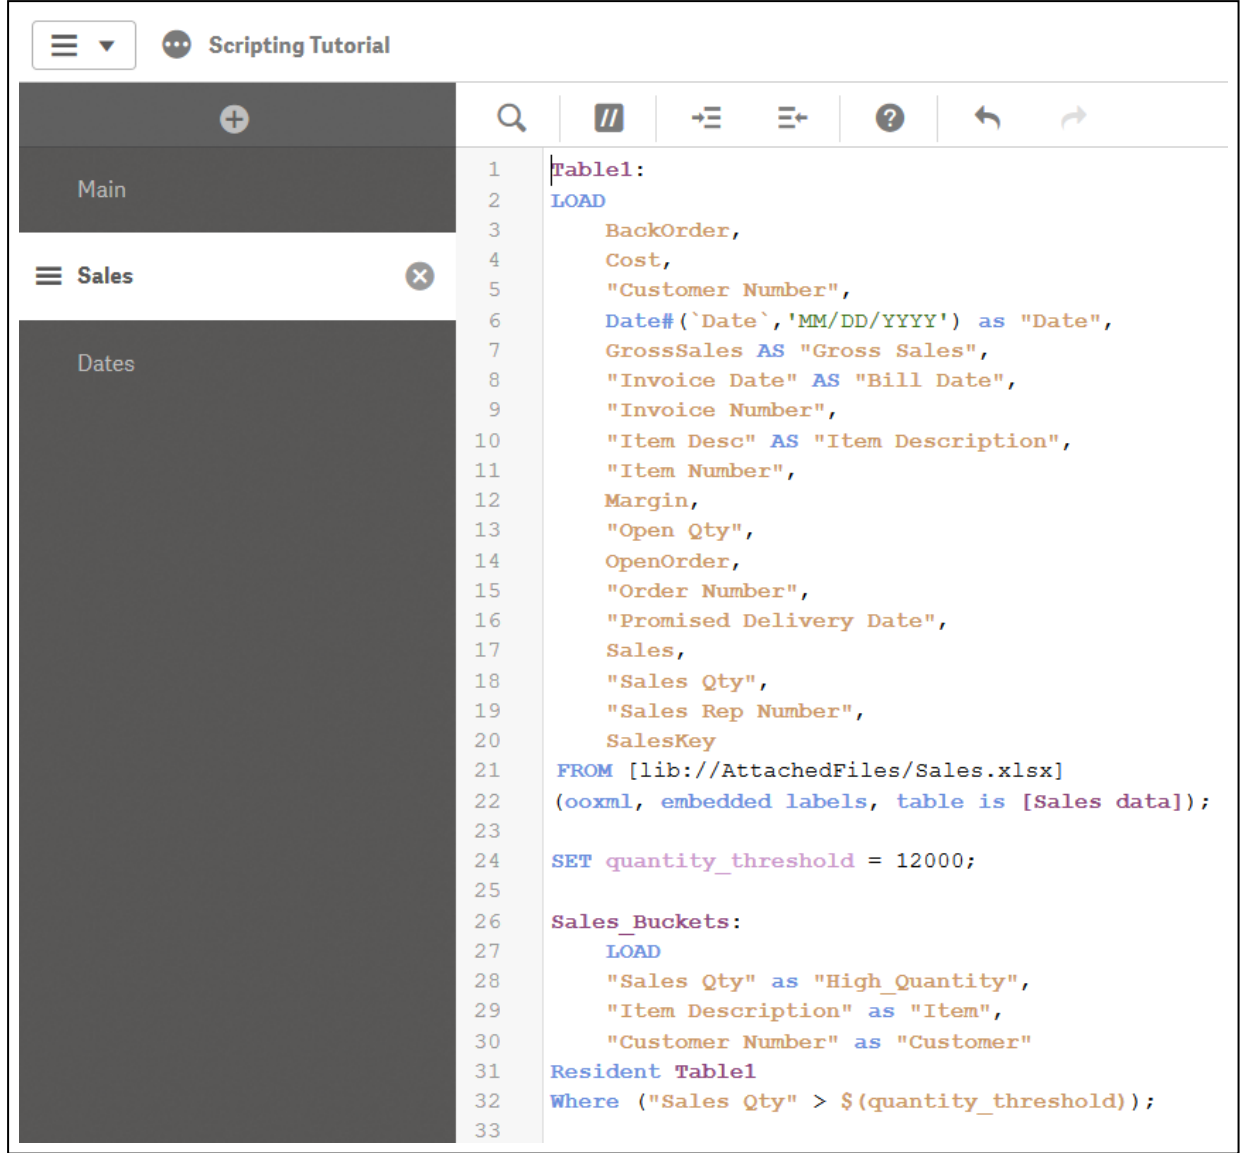 Scripting Tutorial
Main
Sales
Dates
1 Table1:
2 LOAD
3 BackOrder,
4 Cost,
5 "Customer Number",
6 Date#(`Date`,'MM/DD/YYYY') as "Date",
7 GrossSales AS "Gross Sales",
8 "Invoice Date" AS "Bill Date",
9 "Invoice Number",
10 "Item Desc" AS "Item Description",
11 "Item Number",
12 Margin,
13 "Open Qty",
14 OpenOrder,
15 "Order Number",
16 "Promised Delivery Date",
17 Sales,
18 "Sales Qty",
19 "Sales Rep Number",
20 SalesKey
21 FROM [lib://AttachedFiles/Sales.xlsx]
22 (ooxml, embedded labels, table is [Sales data]);
23
24 SET quantity_threshold = 12000;
25
26 Sales_Buckets:
27 LOAD
28 "Sales Qty" as "High_Quantity",
29 "Item Description" as "Item",
30 "Customer Number" as "Customer"
31 Resident Table1
32 Where ("Sales Qty" > $(quantity_threshold));
33